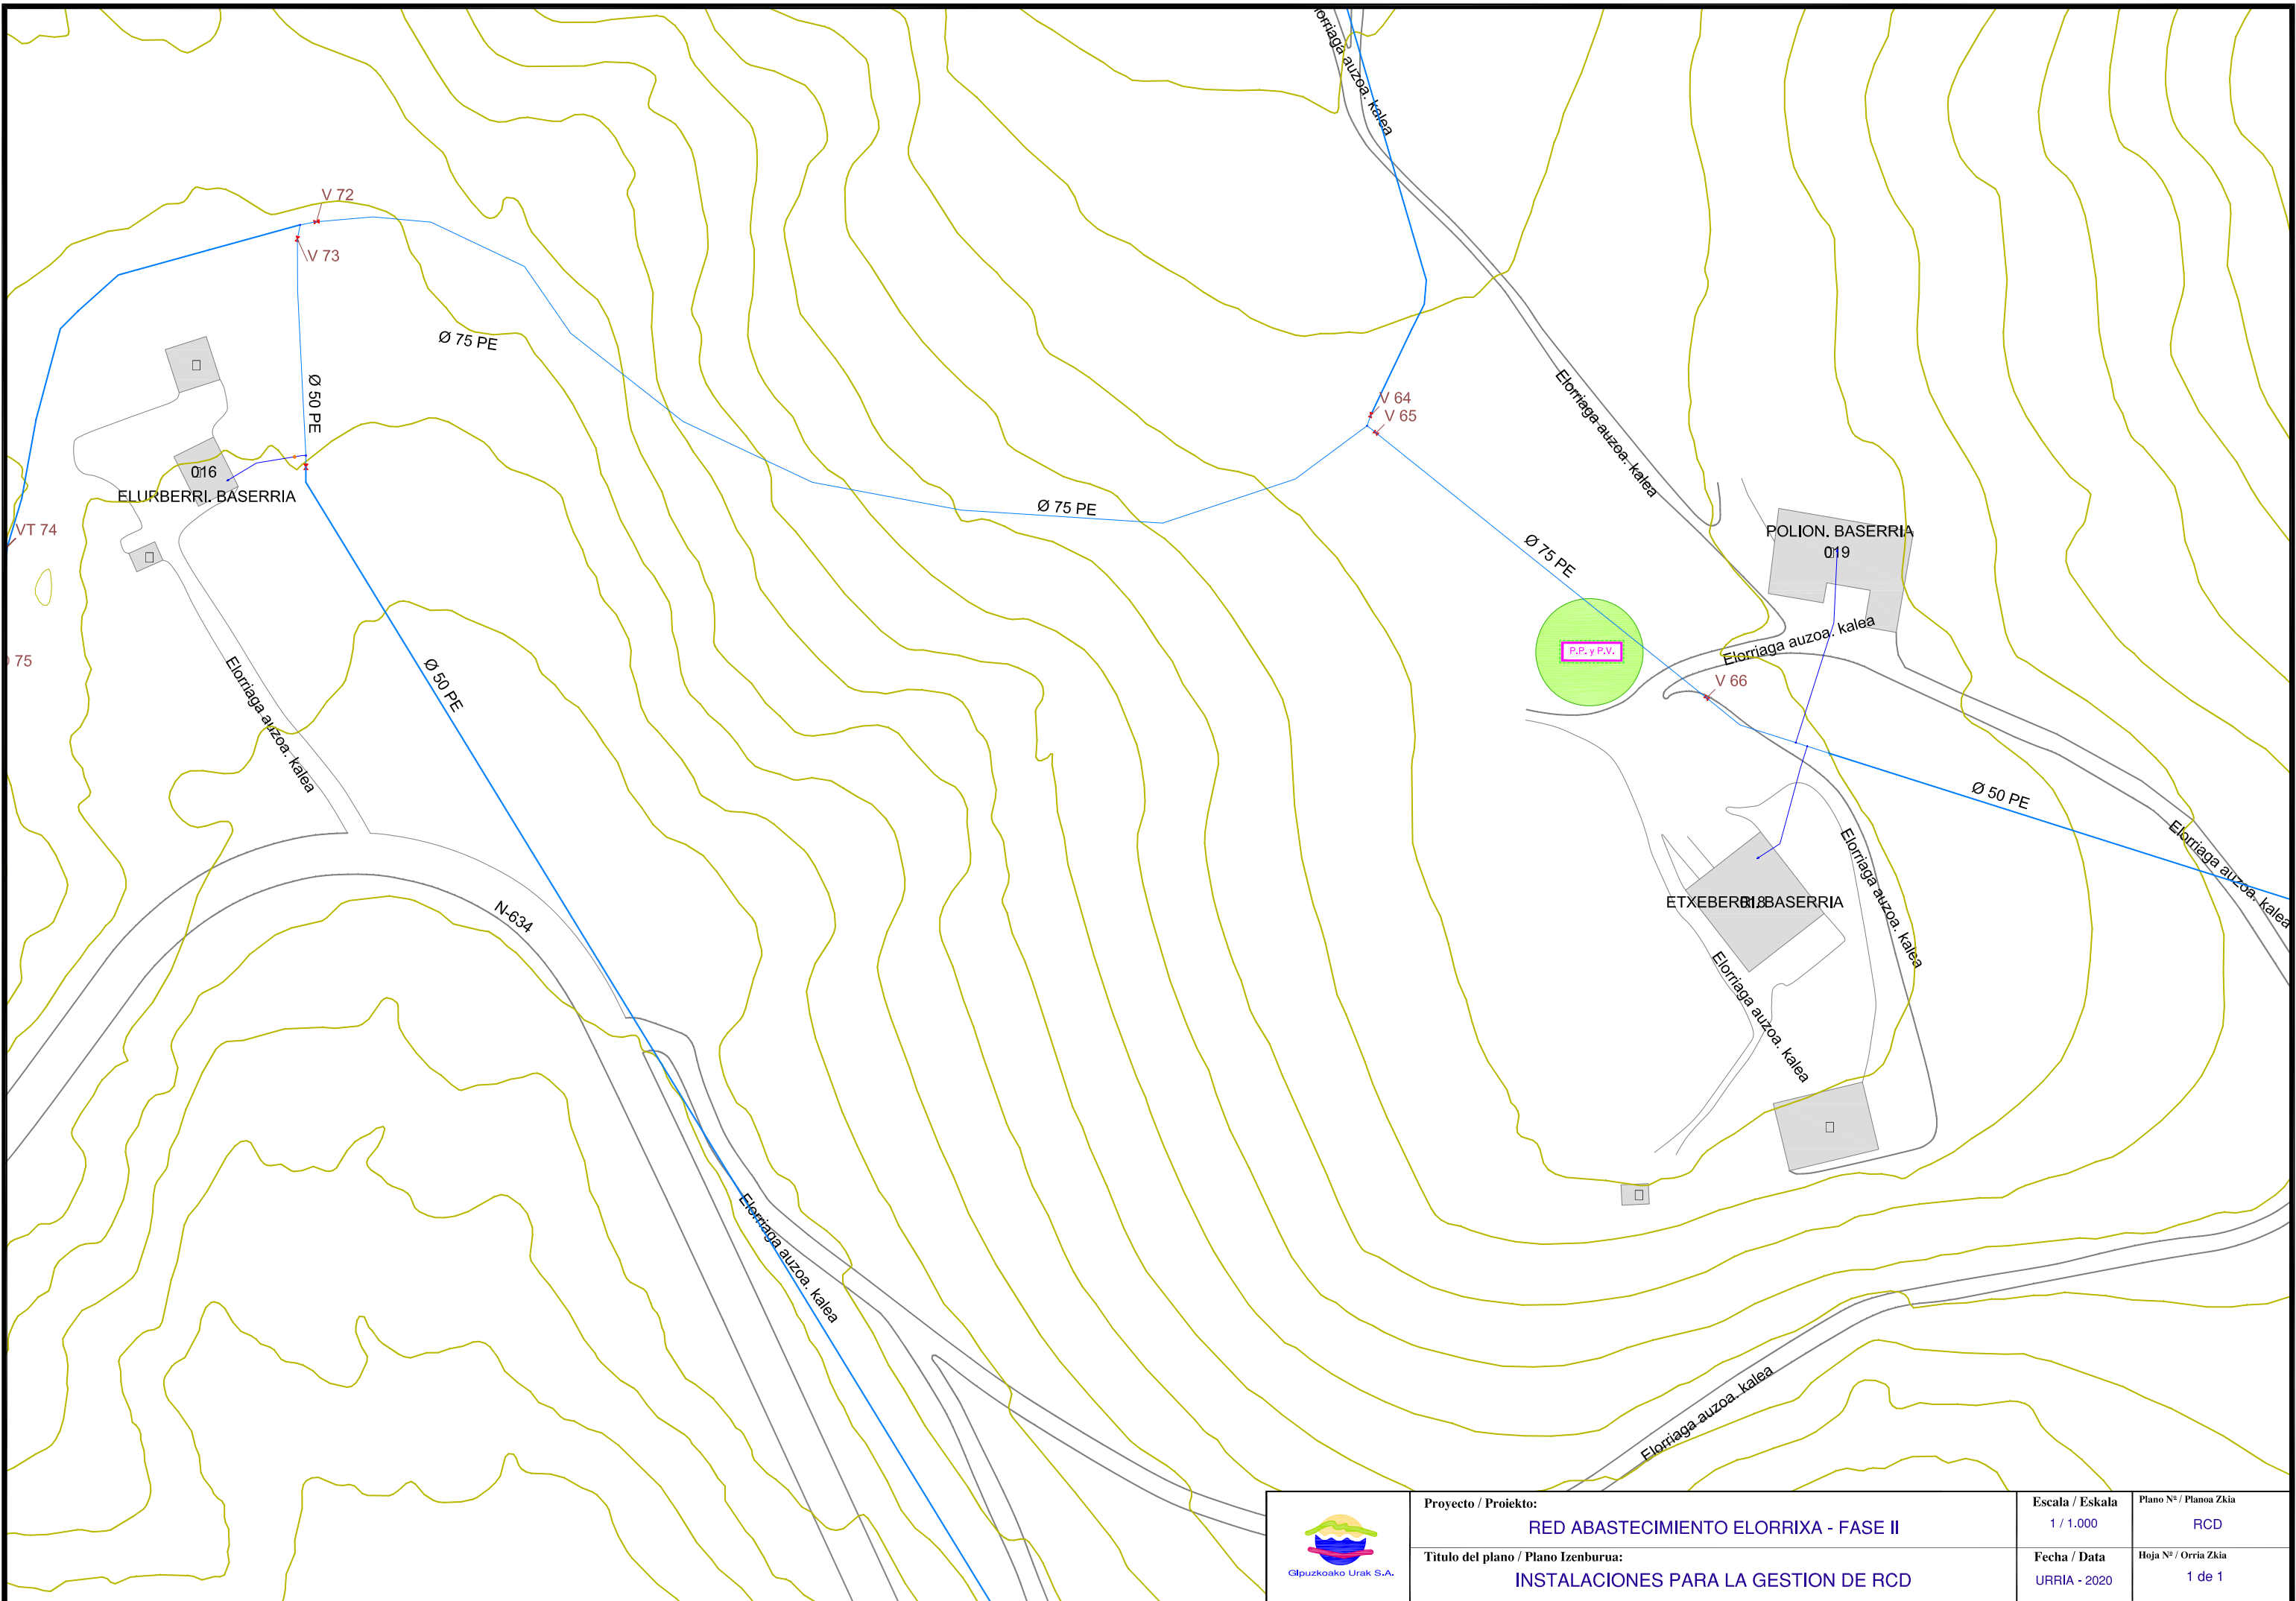 Elorriaga auzoa. kalea
V 72
V 73
Ø 75 PE
Ø 50 PE
V 64
V 65
Elorriaga auzoa. kalea
016
ELURBERRI. BASERRIA
Ø 75 PE
VT 74
POLION. BASERRIA
019
Ø 75 PE
Elorriaga auzoa. kalea
P.P. y P.V.
75
Elorriaga auzoa. kalea
Ø 50 PE
V 66
Ø 50 PE
Elorriaga auzoa. kalea
Elorriaga auzoa. kalea
ETXEBERRI. BASERRIA
018
N-634
Elorriaga auzoa. kalea
Elorriaga auzoa. kalea
Elorriaga auzoa. kalea
Proyecto / Proiekto:
RED ABASTECIMIENTO ELORRIXA - FASE II
Escala / Eskala
1 / 1.000
Plano Nº / Planoa Zkia
RCD
Titulo del plano / Plano Izenburua:
INSTALACIONES PARA LA GESTION DE RCD
Fecha / Data
URRIA - 2020
Hoja Nº / Orria Zkia
1 de 1
Gipuzkoako Urak S.A.